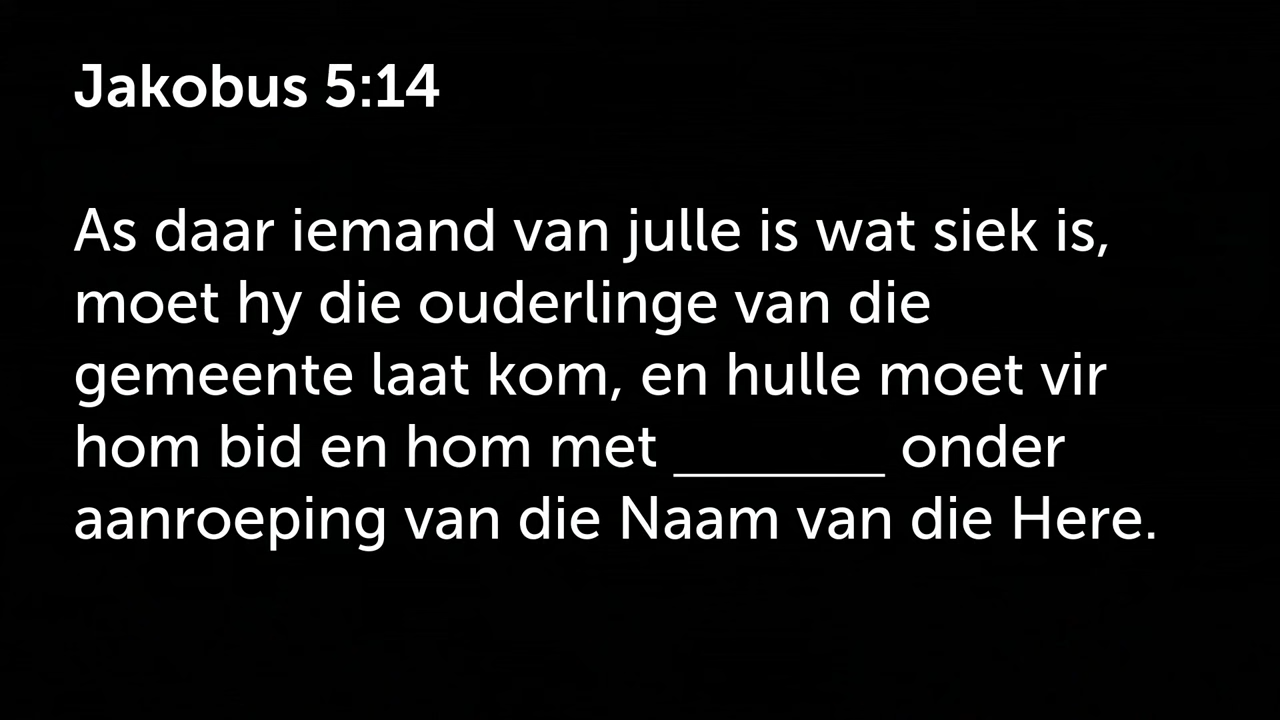 Jakobus 5:14
As daar iemand van julle is wat siek is,
moet hy die ouderlinge van die
gemeente laat kom, en hulle moet vir
hom bid en hom met ________ onder
aanroeping van die Naam van die Here.